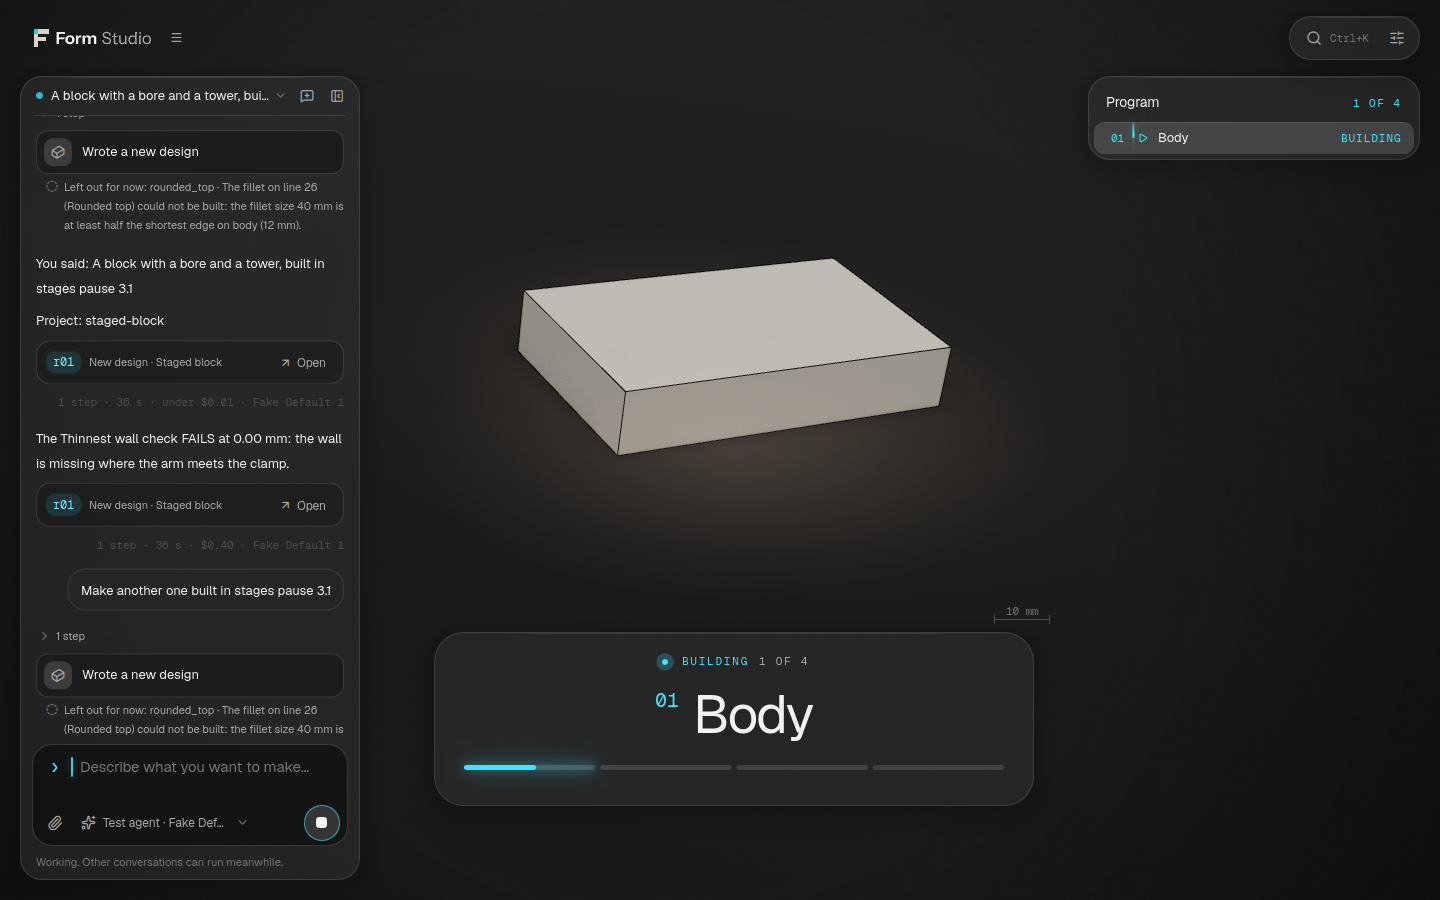 Form Studio
Ctrl+K
A block with a bore and a tower, bui...
Wrote a new design
Left out for now: rounded_top · The fillet on line 26
(Rounded top) could not be built: the fillet size 40 mm is
at least half the shortest edge on body (12 mm).
You said: A block with a bore and a tower, built in
stages pause 3.1
Project: staged-block
r01 New design · Staged block Open
1 step · 36 s · under $0.01 · Fake Default 1
The Thinnest wall check FAILS at 0.00 mm: the wall
is missing where the arm meets the clamp.
r01 New design · Staged block Open
1 step · 36 s · $0.40 · Fake Default 1
Make another one built in stages pause 3.1
1 step
Wrote a new design
Left out for now: rounded_top · The fillet on line 26
(Rounded top) could not be built: the fillet size 40 mm is
Describe what you want to make...
Test agent · Fake Def...
Working. Other conversations can run meanwhile.
10 mm
BUILDING 1 OF 4
01 Body
Program 1 OF 4
01 Body BUILDING